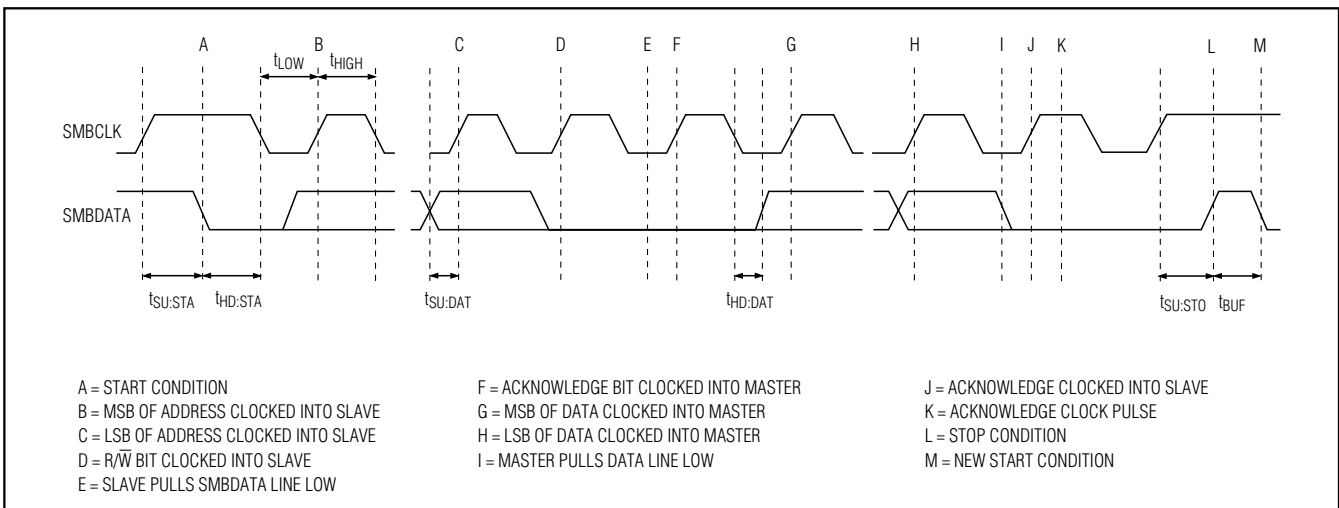 A B C D E F G H I J K L M
tLOW tHIGH
SMBCLK
SMBDATA
tSU:STA tHD:STA tSU:DAT tHD:DAT tSU:STO tBUF
A = START CONDITION
B = MSB OF ADDRESS CLOCKED INTO SLAVE
C = LSB OF ADDRESS CLOCKED INTO SLAVE
D = R/W̅ BIT CLOCKED INTO SLAVE
E = SLAVE PULLS SMBDATA LINE LOW
F = ACKNOWLEDGE BIT CLOCKED INTO MASTER
G = MSB OF DATA CLOCKED INTO MASTER
H = LSB OF DATA CLOCKED INTO MASTER
I = MASTER PULLS DATA LINE LOW
J = ACKNOWLEDGE CLOCKED INTO SLAVE
K = ACKNOWLEDGE CLOCK PULSE
L = STOP CONDITION
M = NEW START CONDITION